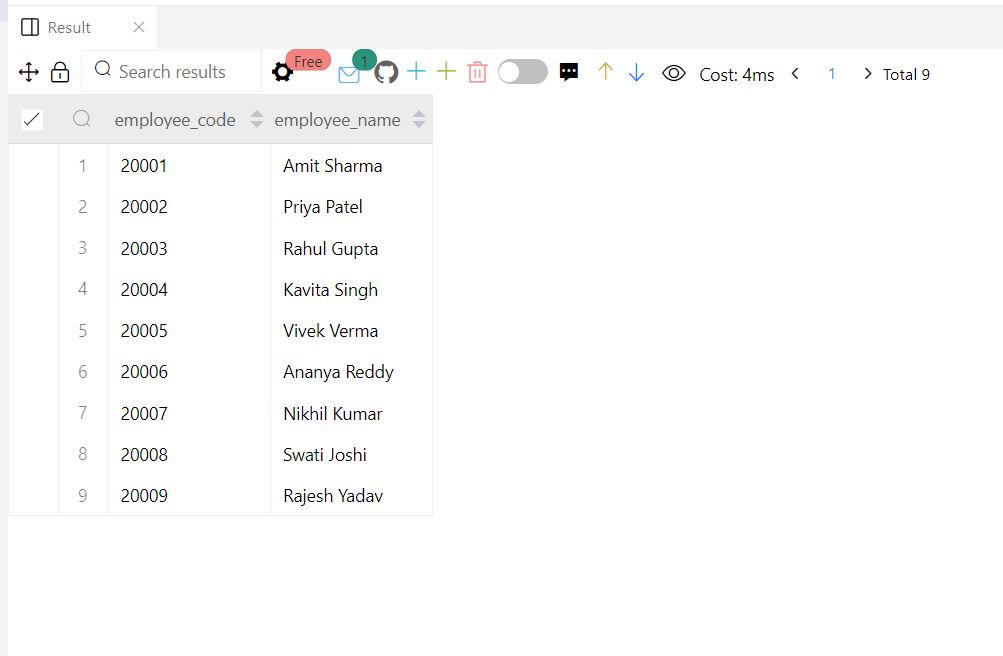 Result
Search results Free 1 Cost: 4ms 1 Total 9
employee_code employee_name
1 20001 Amit Sharma
2 20002 Priya Patel
3 20003 Rahul Gupta
4 20004 Kavita Singh
5 20005 Vivek Verma
6 20006 Ananya Reddy
7 20007 Nikhil Kumar
8 20008 Swati Joshi
9 20009 Rajesh Yadav